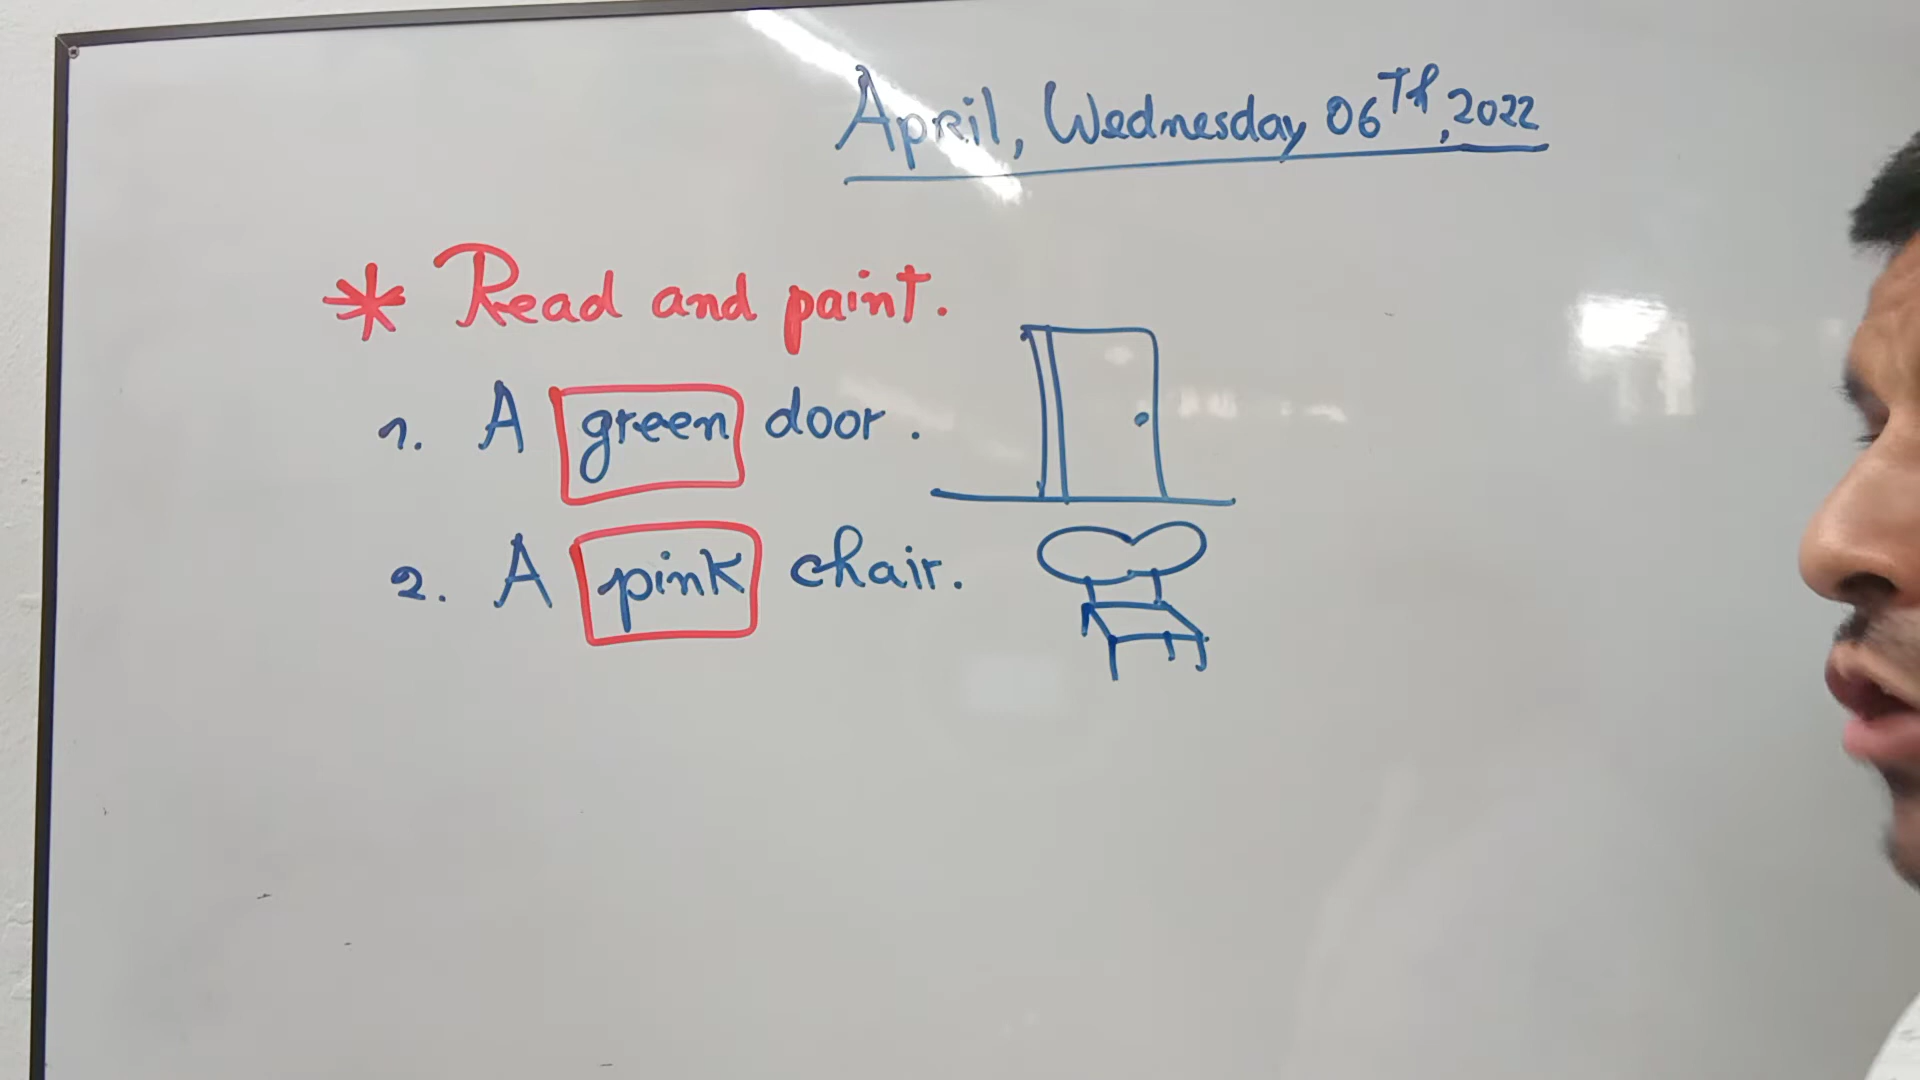 April, Wednesday 06Th, 2022
* Read and paint.
1. A green door.
2. A pink chair.